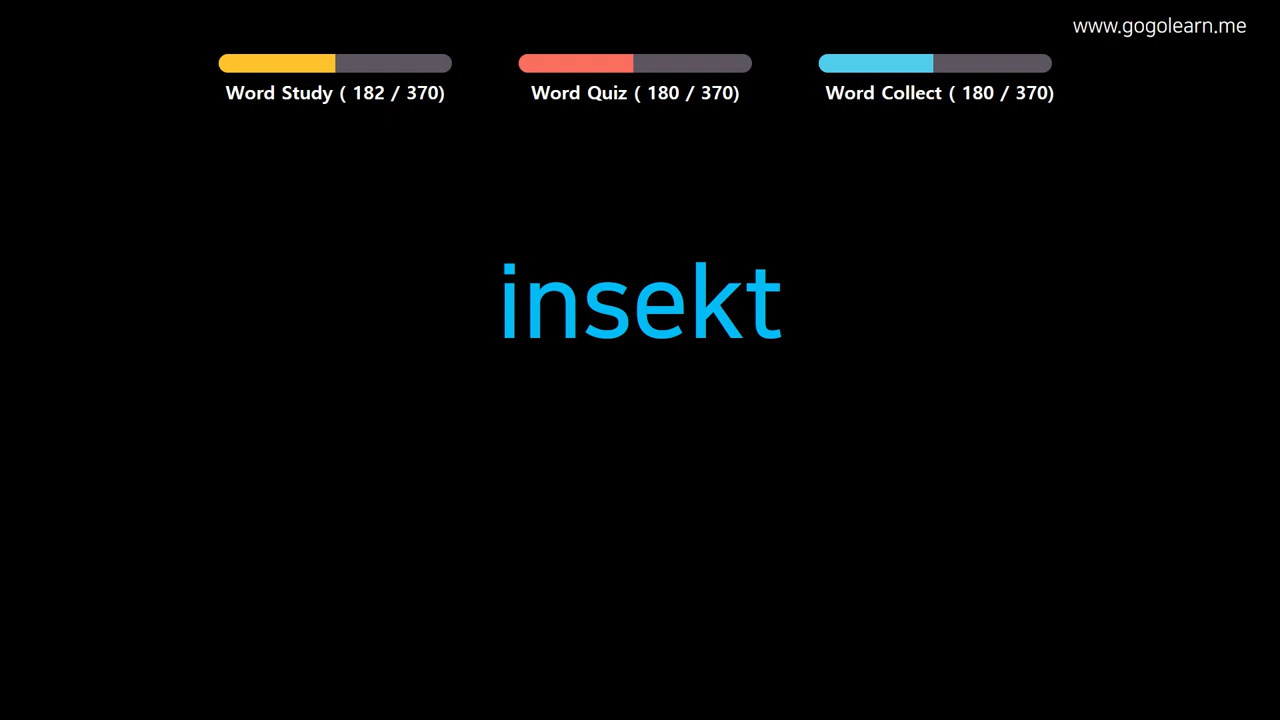 www.gogolearn.me
Word Study ( 182 / 370)
Word Quiz ( 180 / 370)
Word Collect ( 180 / 370)
insekt